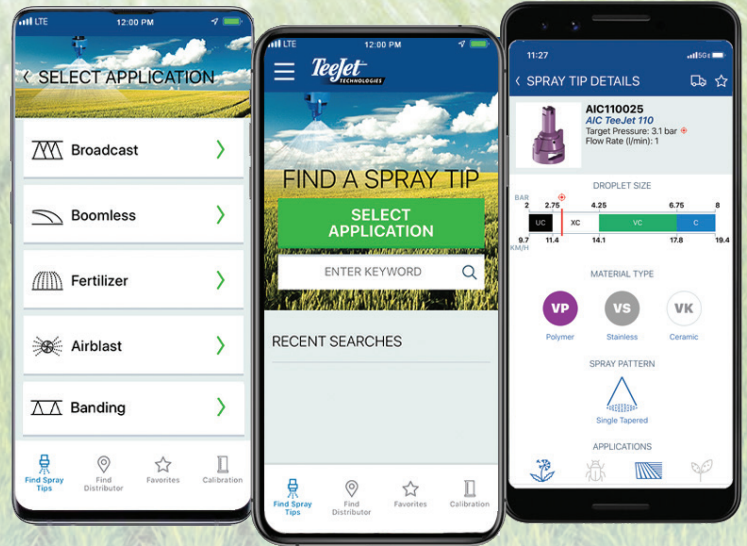 LTE
12:00 PM
SELECT APPLICATION
Broadcast
Boomless
Fertilizer
Airblast
Banding
Find Spray
Tips
Find
Distributor
Favorites
Calibration
LTE
12:00 PM
TeeJet
TECHNOLOGIES
FIND A SPRAY TIP
SELECT
APPLICATION
ENTER KEYWORD
RECENT SEARCHES
Find Spray
Tips
Find
Distributor
Favorites
Calibration
11:27
5G
SPRAY TIP DETAILS
AIC110025
AIC TeeJet 110
Target Pressure: 3.1 bar
Flow Rate (l/min): 1
DROPLET SIZE
BAR
2 2.75 4.25 6.75 8
UC XC VC C
9.7 11.4 14.1 17.8 19.4
KM/H
MATERIAL TYPE
VP VS VK
Polymer Stainless Ceramic
SPRAY PATTERN
Single Tapered
APPLICATIONS